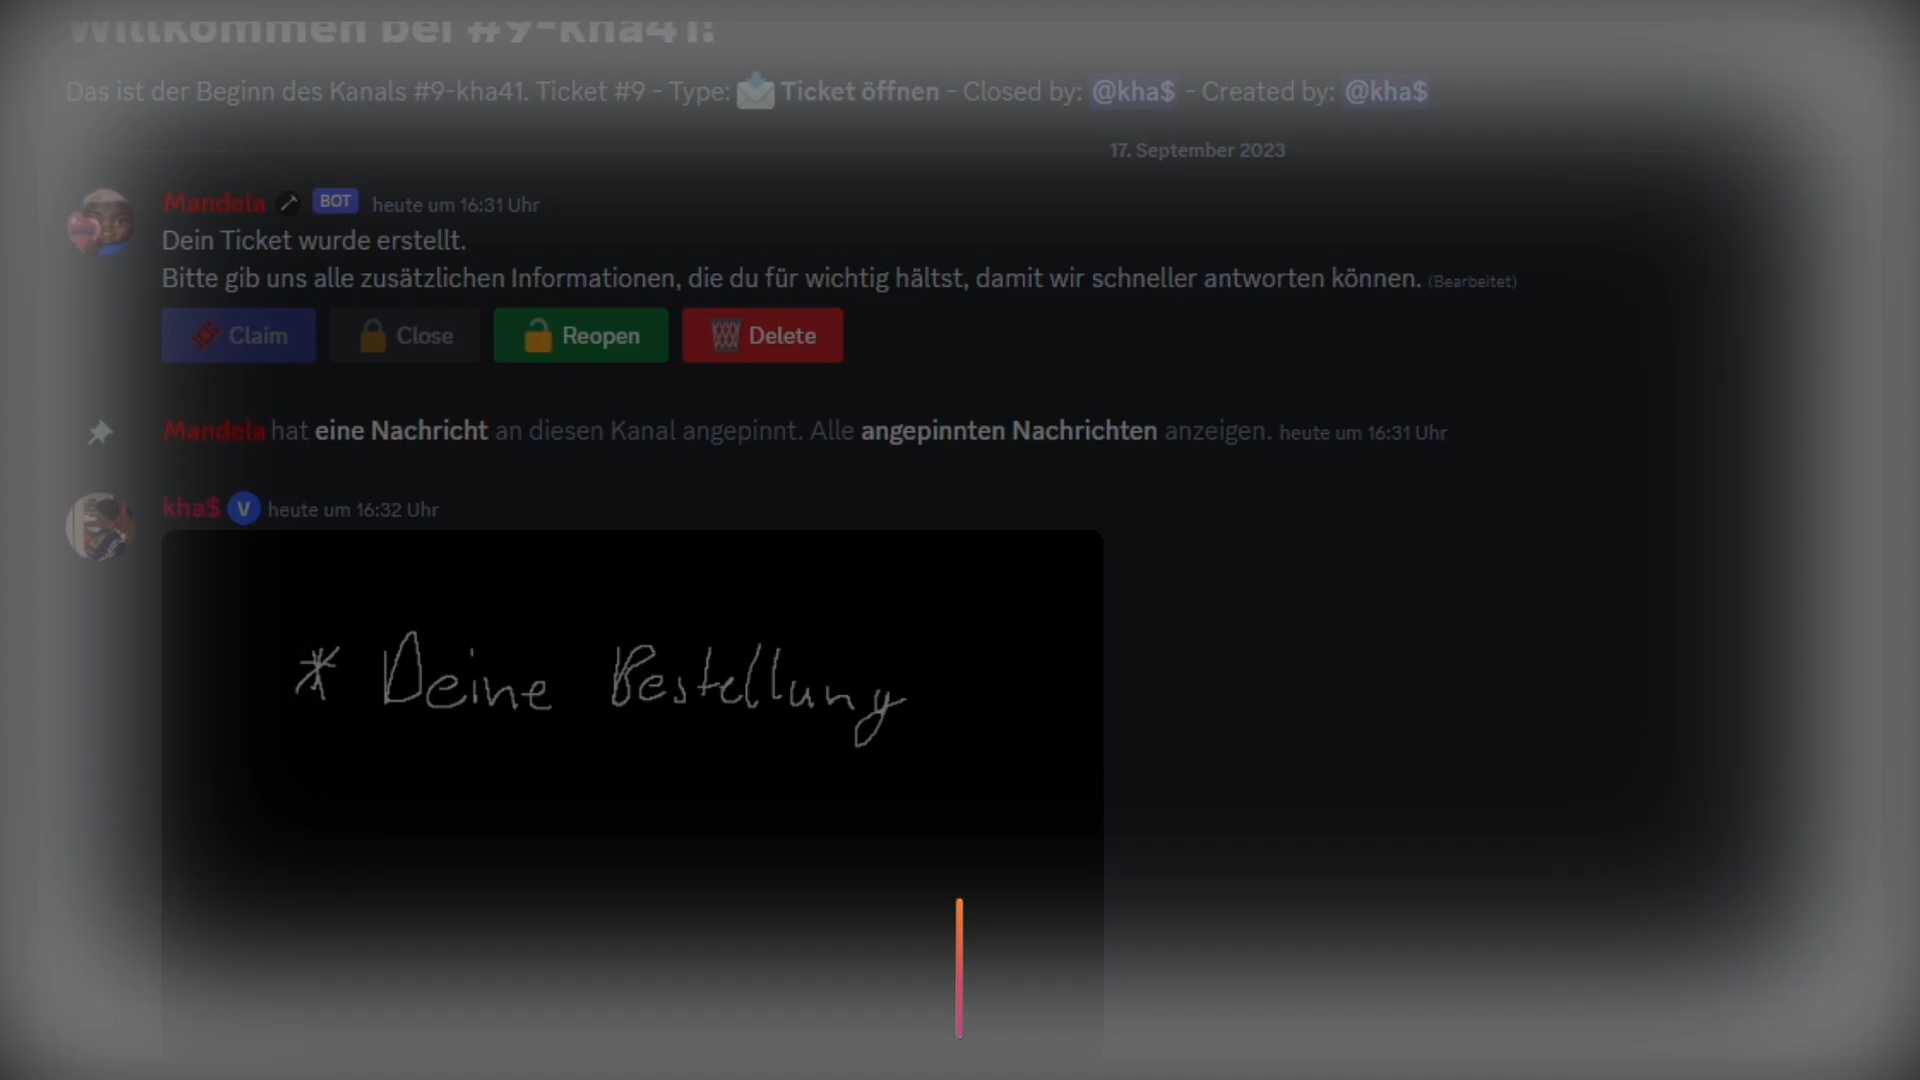 Willkommen bei #9-kha41!
Das ist der Beginn des Kanals #9-kha41. Ticket #9 - Type: Ticket öffnen - Closed by: @kha$ - Created by: @kha$
17. September 2023
Mandela BOT heute um 16:31 Uhr
Dein Ticket wurde erstellt.
Bitte gib uns alle zusätzlichen Informationen, die du für wichtig hältst, damit wir schneller antworten können. (Bearbeitet)
Claim Close Reopen Delete
Mandela hat eine Nachricht an diesen Kanal angepinnt. Alle angepinnten Nachrichten anzeigen. heute um 16:31 Uhr
kha$ V heute um 16:32 Uhr
* Deine Bestellung